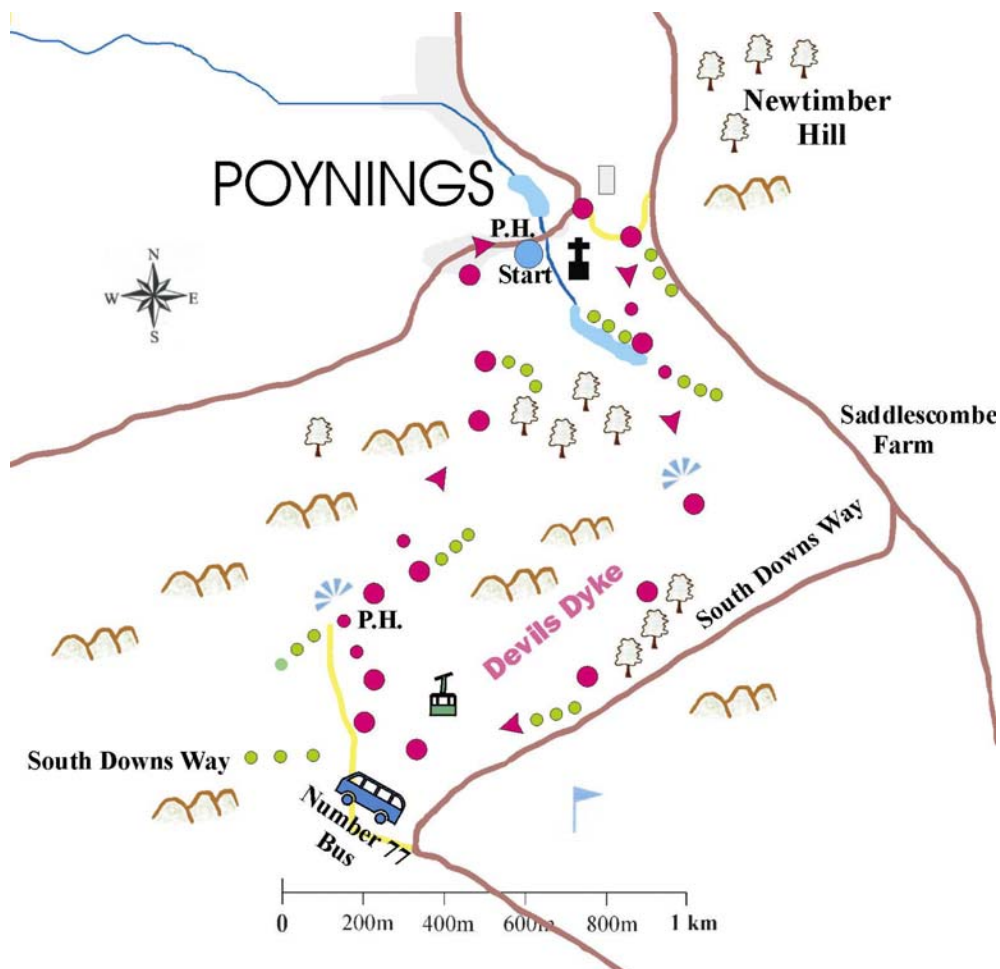 Newtimber
Hill
POYNINGS
P.H.
Start
N
W E
S
Saddlescombe
Farm
South Downs Way
Devils Dyke
P.H.
South Downs Way
Number 77
Bus
0 200m 400m 600m 800m 1 km